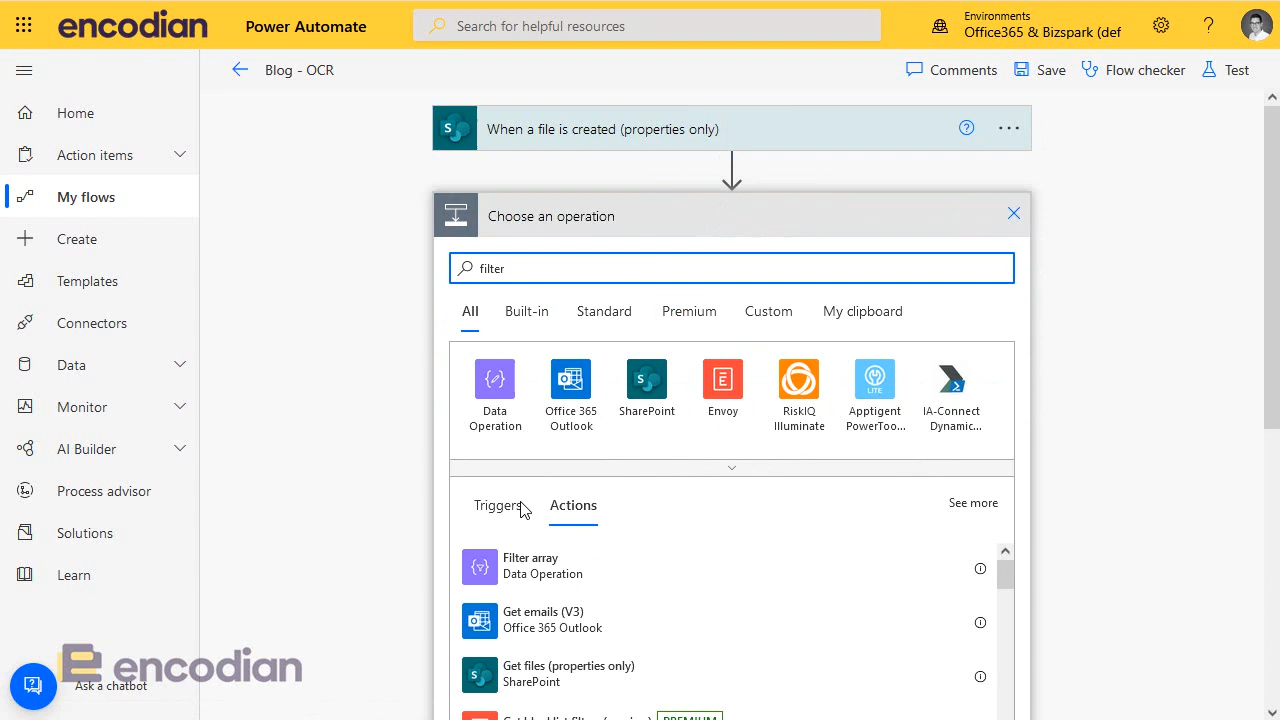 encodian
Power Automate
Search for helpful resources
Environments
Office365 & Bizspark (def
?
Blog - OCR
Comments
Save
Flow checker
Test
Home
Action items
My flows
Create
Templates
Connectors
Data
Monitor
AI Builder
Process advisor
Solutions
Learn
Ask a chatbot
encodian
When a file is created (properties only)
Choose an operation
filter
All
Built-in
Standard
Premium
Custom
My clipboard
Data
Operation
Office 365
Outlook
SharePoint
Envoy
RiskIQ
Illuminate
LITE
Apptigent
PowerToo...
IA-Connect
Dynamic...
Triggers
Actions
See more
Filter array
Data Operation
Get emails (V3)
Office 365 Outlook
Get files (properties only)
SharePoint
PREMIUM